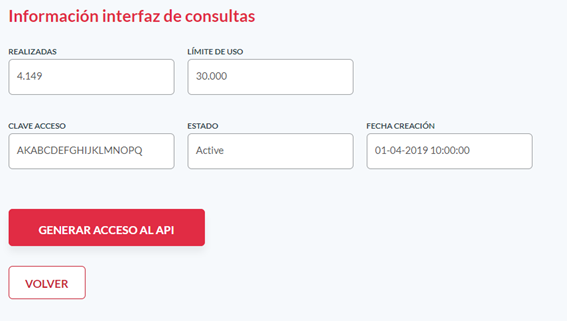 Información interfaz de consultas
REALIZADAS LÍMITE DE USO
4.149 30.000
CLAVE ACCESO ESTADO FECHA CREACIÓN
AKABCDEFGHIJKLMNOPQ Active 01-04-2019 10:00:00
GENERAR ACCESO AL API
VOLVER